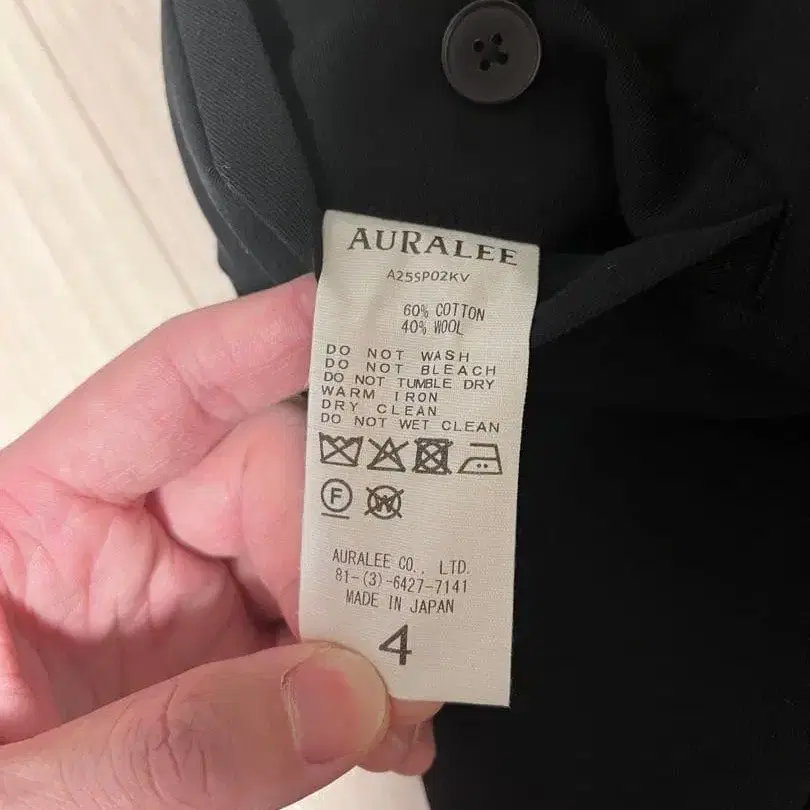 AURALEE
A25SP02KV
60% COTTON
40% WOOL
DO NOT WASH
DO NOT BLEACH
DO NOT TUMBLE DRY
WARM IRON
DRY CLEAN
DO NOT WET CLEAN
F W
AURALEE CO., LTD.
81-(3)-6427-7141
MADE IN JAPAN
4